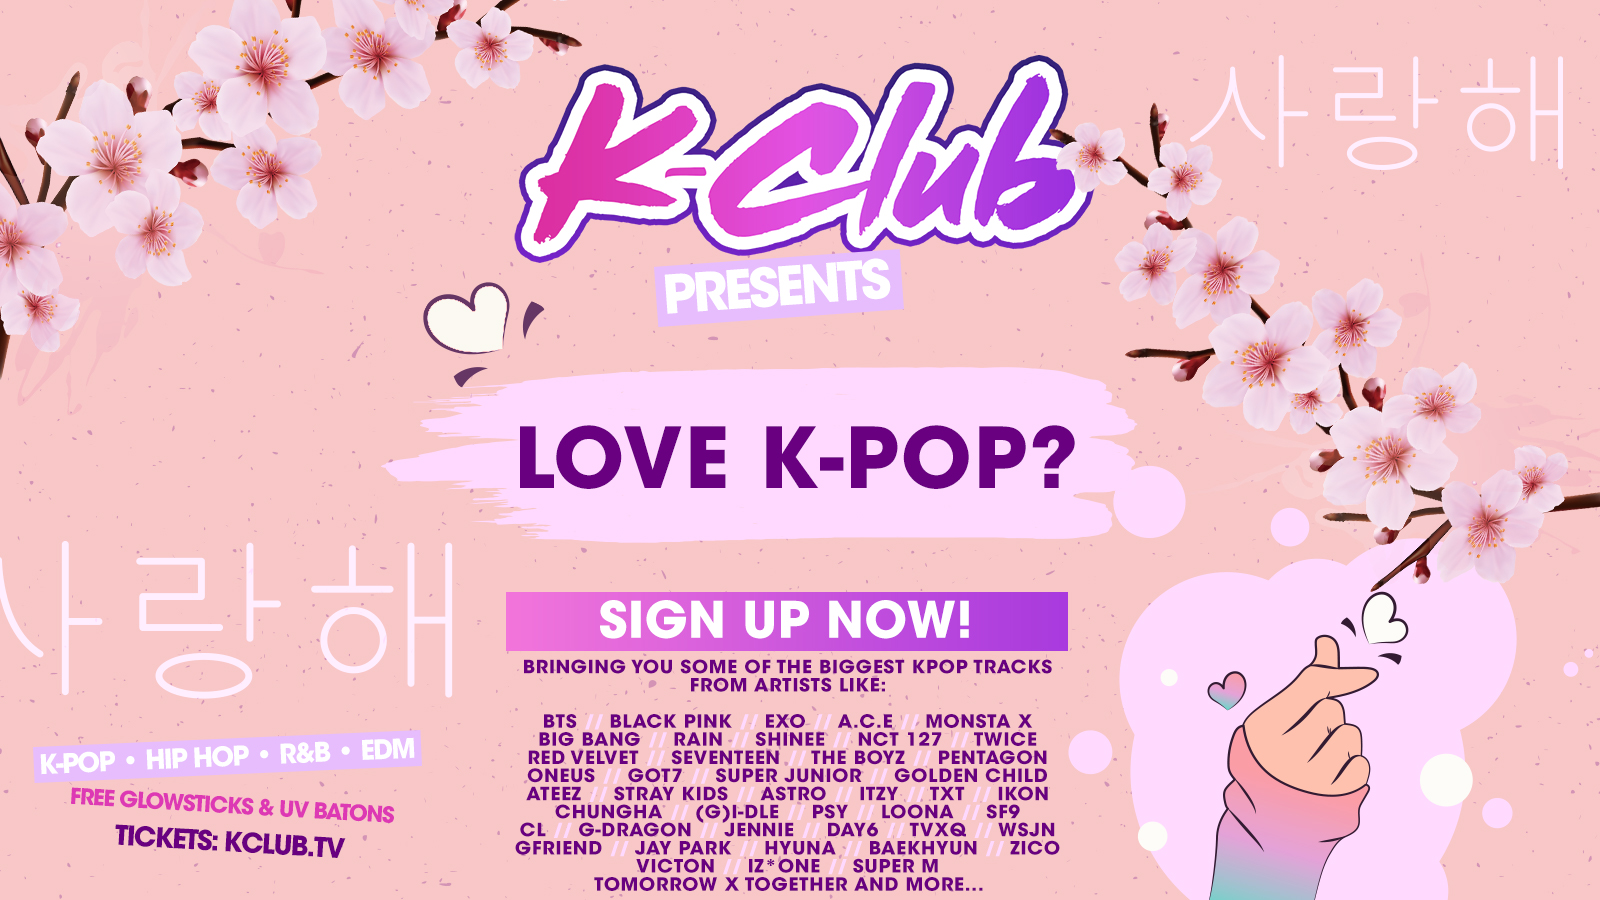 K-Club
PRESENTS
사랑해
LOVE K-POP?
사랑해
SIGN UP NOW!
BRINGING YOU SOME OF THE BIGGEST KPOP TRACKS
FROM ARTISTS LIKE:
BTS // BLACK PINK // EXO // A.C.E // MONSTA X
BIG BANG // RAIN // SHINEE // NCT 127 // TWICE
RED VELVET // SEVENTEEN // THE BOYZ // PENTAGON
ONEUS // GOT7 // SUPER JUNIOR // GOLDEN CHILD
ATEEZ // STRAY KIDS // ASTRO // ITZY // TXT // IKON
CHUNGHA // (G)I-DLE // PSY // LOONA // SF9
CL // G-DRAGON // JENNIE // DAY6 // TVXQ // WSJN
GFRIEND // JAY PARK // HYUNA // BAEKHYUN // ZICO
VICTON // IZ*ONE // SUPER M
TOMORROW X TOGETHER AND MORE...
K-POP • HIP HOP • R&B • EDM
FREE GLOWSTICKS & UV BATONS
TICKETS: KCLUB.TV